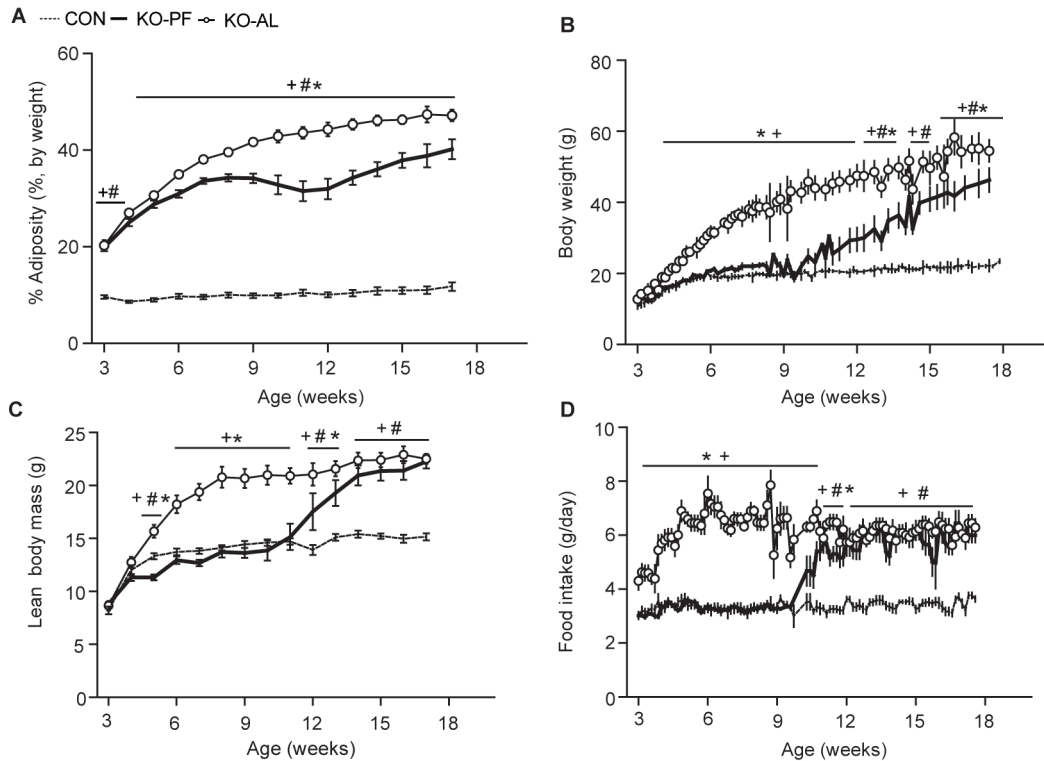 A
CON KO-PF KO-AL
60
40
20
0
+#
+#*
% Adiposity (%, by weight)
3 6 9 12 15 18
Age (weeks)
B
80
60
40
20
0
* +
+#*
+#
+#*
Body weight (g)
3 6 9 12 15 18
Age (weeks)
C
25
20
15
10
5
0
+ # *
+*
+ # *
+ #
Lean body mass (g)
3 6 9 12 15 18
Age (weeks)
D
10
8
6
4
2
0
* +
+ #*
+ #
Food intake (g/day)
3 6 9 12 15 18
Age (weeks)